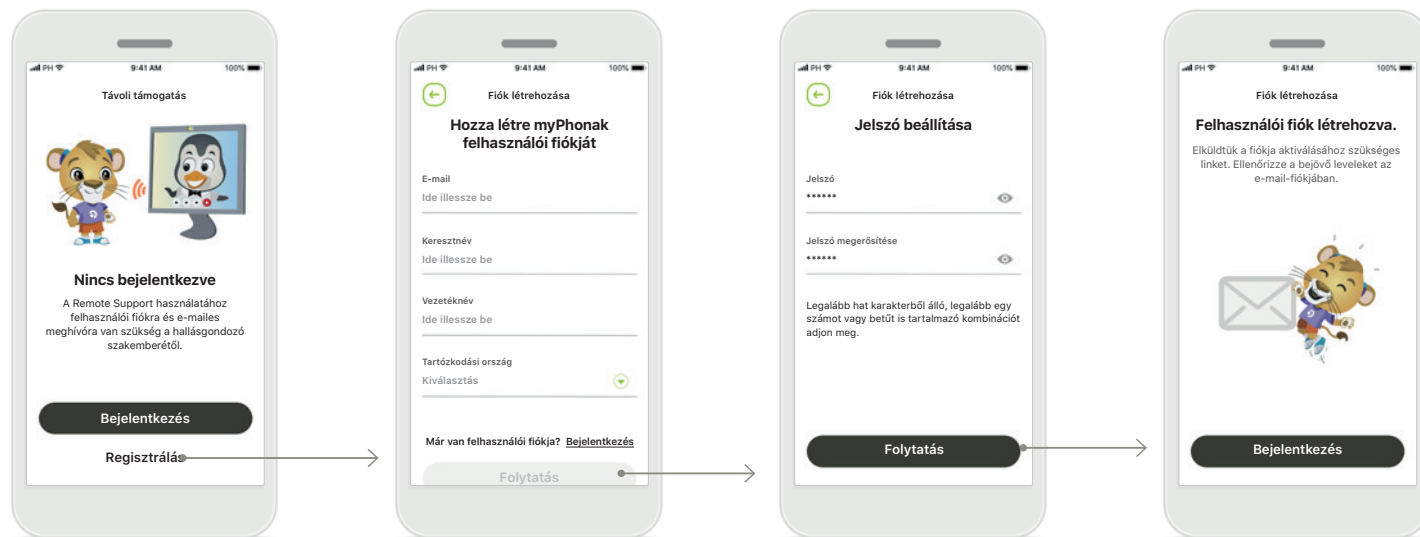 PH
9:41 AM
100%
Távoli támogatás
Nincs bejelentkezve
A Remote Support használatához
felhasználói fiókra és e-mailes
meghívóra van szükség a hallásgondozó
szakemberétől.
Bejelentkezés
Regisztrálás
PH
9:41 AM
100%
Fiók létrehozása
Hozza létre myPhonak
felhasználói fiókját
E-mail
Ide illessze be
Keresztnév
Ide illessze be
Vezetéknév
Ide illessze be
Tartózkodási ország
Kiválasztás
Már van felhasználói fiókja? Bejelentkezés
Folytatás
PH
9:41 AM
100%
Fiók létrehozása
Jelszó beállítása
Jelszó
******
Jelszó megerősítése
******
Legalább hat karakterből álló, legalább egy
számot vagy betűt is tartalmazó kombinációt
adjon meg.
Folytatás
PH
9:41 AM
100%
Fiók létrehozása
Felhasználói fiók létrehozva.
Elküldtük a fiókja aktiválásához szükséges
linket. Ellenőrizze a bejövő leveleket az
e-mail-fiókjában.
Bejelentkezés